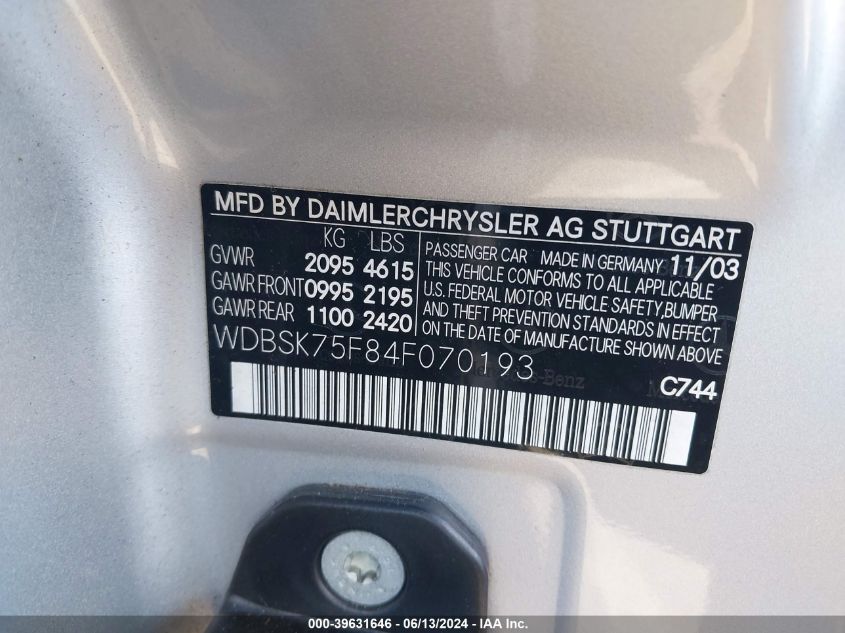 MFD BY DAIMLERCHRYSLER AG STUTTGART
KG LBS
GVWR 2095 4615
GAWR FRONT 0995 2195
GAWR REAR 1100 2420
PASSENGER CAR MADE IN GERMANY 11/03
THIS VEHICLE CONFORMS TO ALL APPLICABLE
U.S. FEDERAL MOTOR VEHICLE SAFETY, BUMPER
AND THEFT PREVENTION STANDARDS IN EFFECT
ON THE DATE OF MANUFACTURE SHOWN ABOVE
WDBSK75F84F070193
C744
000-39631646 - 06/13/2024 - IAA Inc.